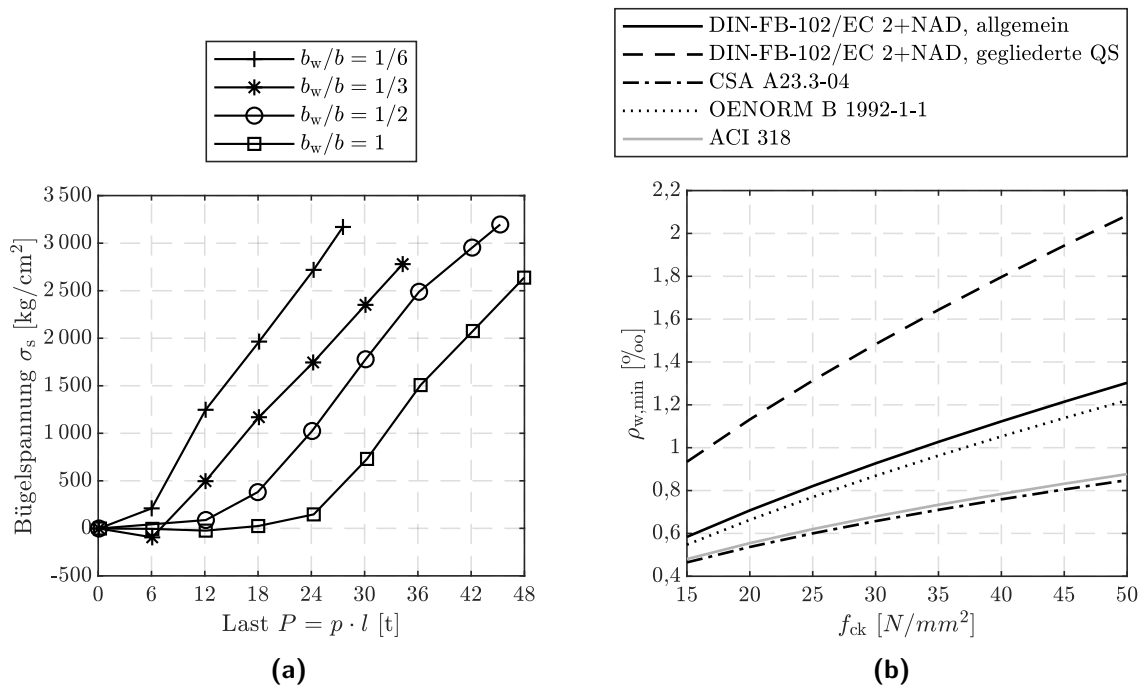 b_w/b = 1/6
b_w/b = 1/3
b_w/b = 1/2
b_w/b = 1
3 500
3 000
2 500
2 000
1 500
1 000
500
0
-500
Bügelspannung σ_s [kg/cm²]
0 6 12 18 24 30 36 42 48
Last P = p · l [t]
(a)
DIN-FB-102/EC 2+NAD, allgemein
DIN-FB-102/EC 2+NAD, gegliederte QS
CSA A23.3-04
OENORM B 1992-1-1
ACI 318
2,2
2
1,8
1,6
1,4
1,2
1
0,8
0,6
0,4
ρ_w,min [‰]
15 20 25 30 35 40 45 50
f_ck [N/mm²]
(b)